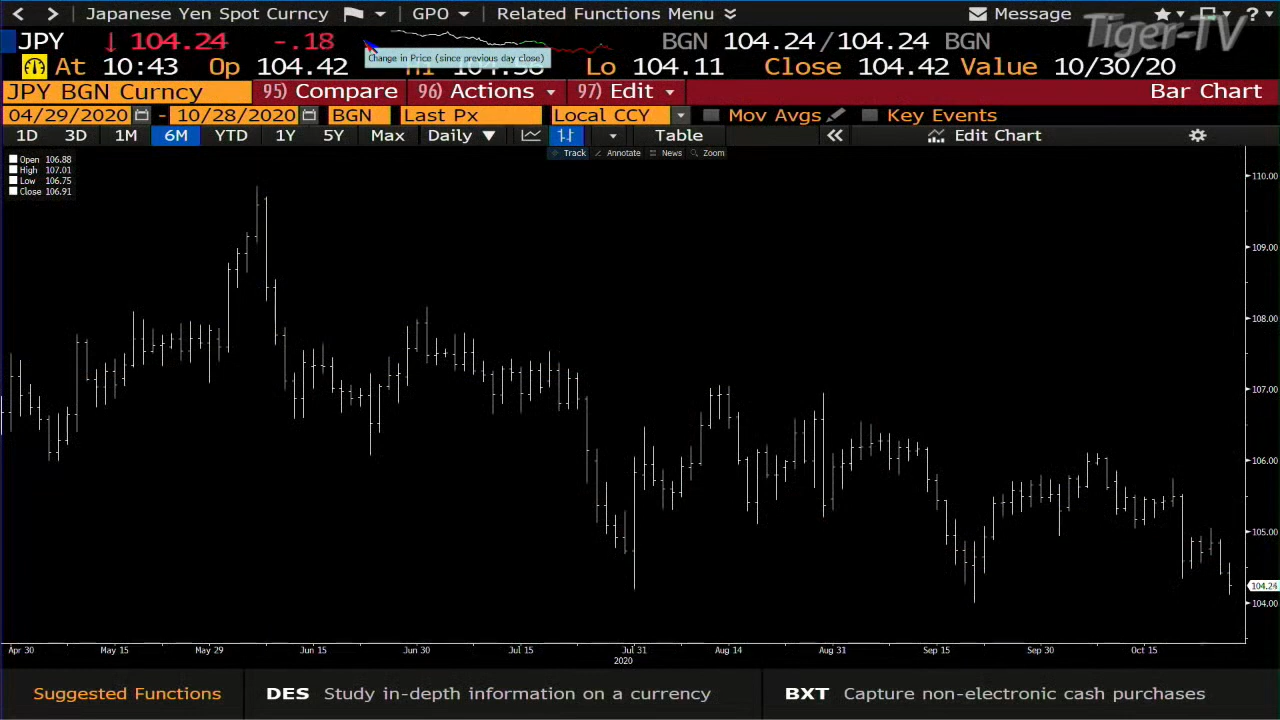 Japanese Yen Spot Curncy GPO Related Functions Menu Message ?
Tiger-TV
JPY ↓ 104.24 -.18 BGN 104.24/104.24 BGN
Change in Price (since previous day close)
At 10:43 Op 104.42 Lo 104.11 Close 104.42 Value 10/30/20
JPY BGN Curncy 95) Compare 96) Actions 97) Edit Bar Chart
04/29/2020 - 10/28/2020 BGN Last Px Local CCY Mov Avgs Key Events
1D 3D 1M 6M YTD 1Y 5Y Max Daily ▼ Table « Edit Chart
Track Annotate News Zoom
Open 106.88
High 107.01
Low 106.75
Close 106.91
110.00
109.00
108.00
107.00
106.00
105.00
104.24
104.00
Apr 30 May 15 May 29 Jun 15 Jun 30 Jul 15 Jul 31 Aug 14 Aug 31 Sep 15 Sep 30 Oct 15
2020
Suggested Functions DES Study in-depth information on a currency BXT Capture non-electronic cash purchases